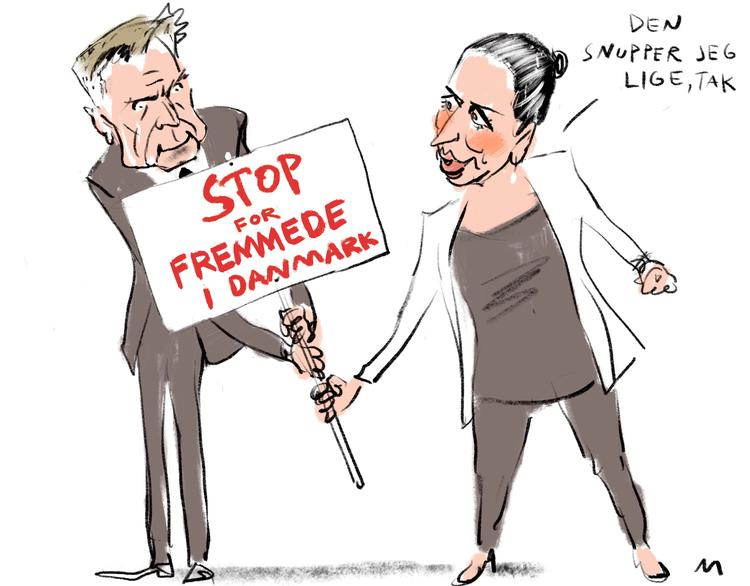 DEN
SNUPPER JEG
LIGE, TAK
STOP
FOR
FREMMEDE
I DANMARK
M